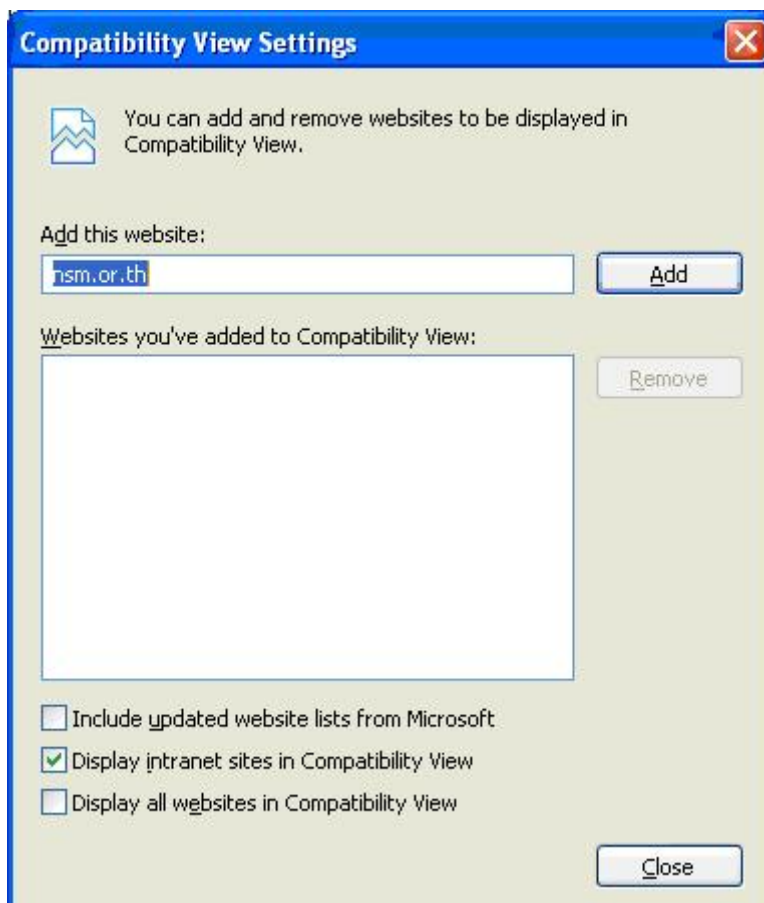 Compatibility View Settings
You can add and remove websites to be displayed in
Compatibility View.
Add this website:
nsm.or.th
Add
Websites you've added to Compatibility View:
Remove
Include updated website lists from Microsoft
Display intranet sites in Compatibility View
Display all websites in Compatibility View
Close